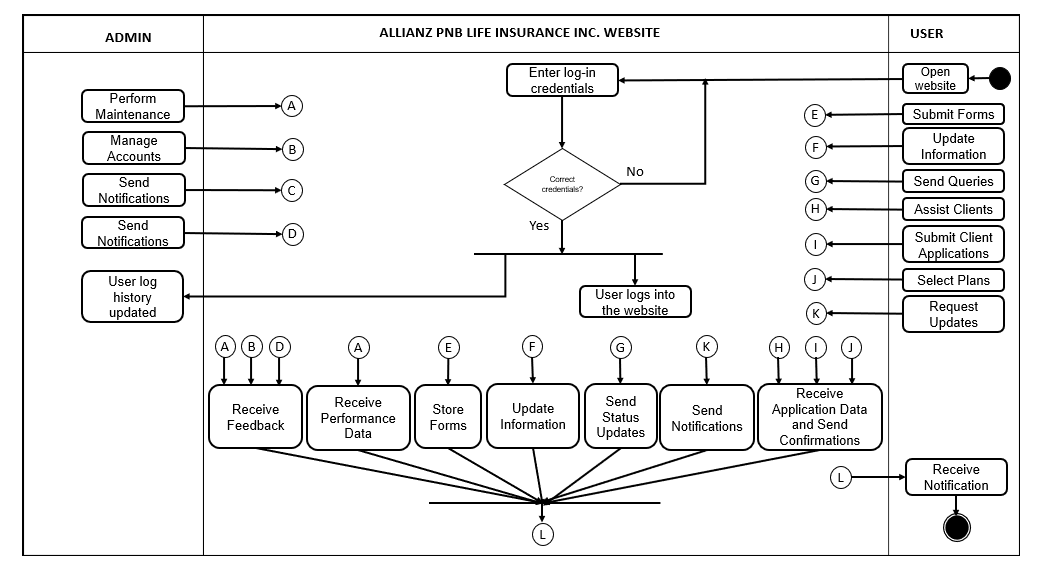 ADMIN
ALLIANZ PNB LIFE INSURANCE INC. WEBSITE
USER
Enter log-in
credentials
Open
website
Perform
Maintenance
A
E
Submit Forms
Manage
Accounts
B
F
Update
Information
Correct
credentials?
No
G
Send Queries
Send
Notifications
C
H
Assist Clients
Yes
Send
Notifications
D
I
Submit Client
Applications
User log
history
updated
User logs into
the website
J
Select Plans
K
Request
Updates
A
B
D
A
E
F
G
K
H
I
J
Receive
Feedback
Receive
Performance
Data
Store
Forms
Update
Information
Send
Status
Updates
Send
Notifications
Receive
Application Data
and Send
Confirmations
L
Receive
Notification
L